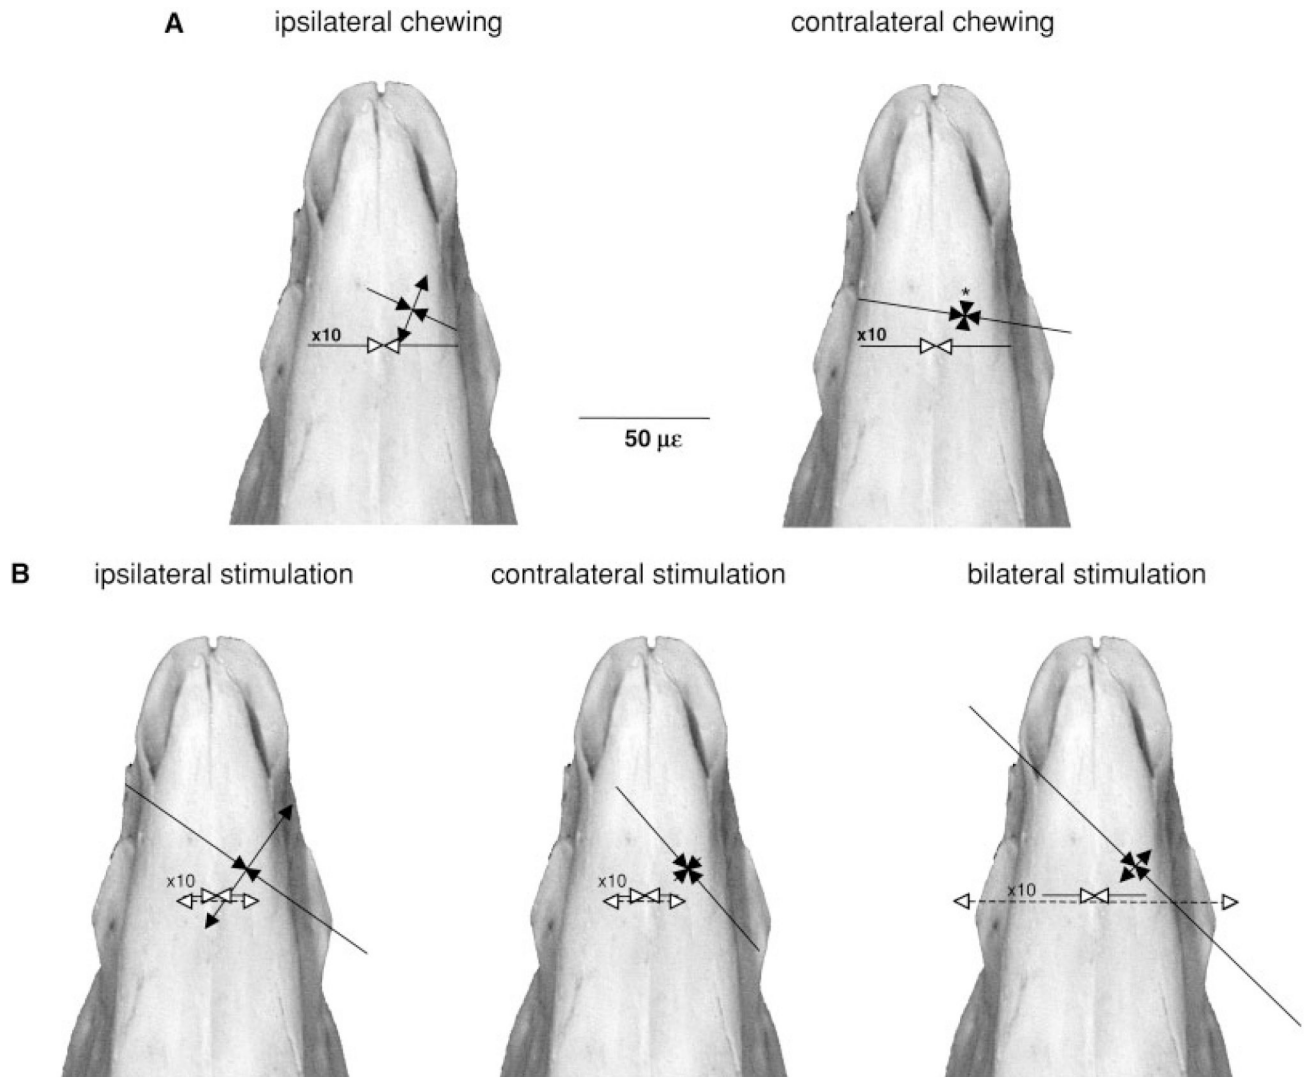 A ipsilateral chewing contralateral chewing
*
x10 x10
50 µε
B ipsilateral stimulation contralateral stimulation bilateral stimulation
x10 x10 x10